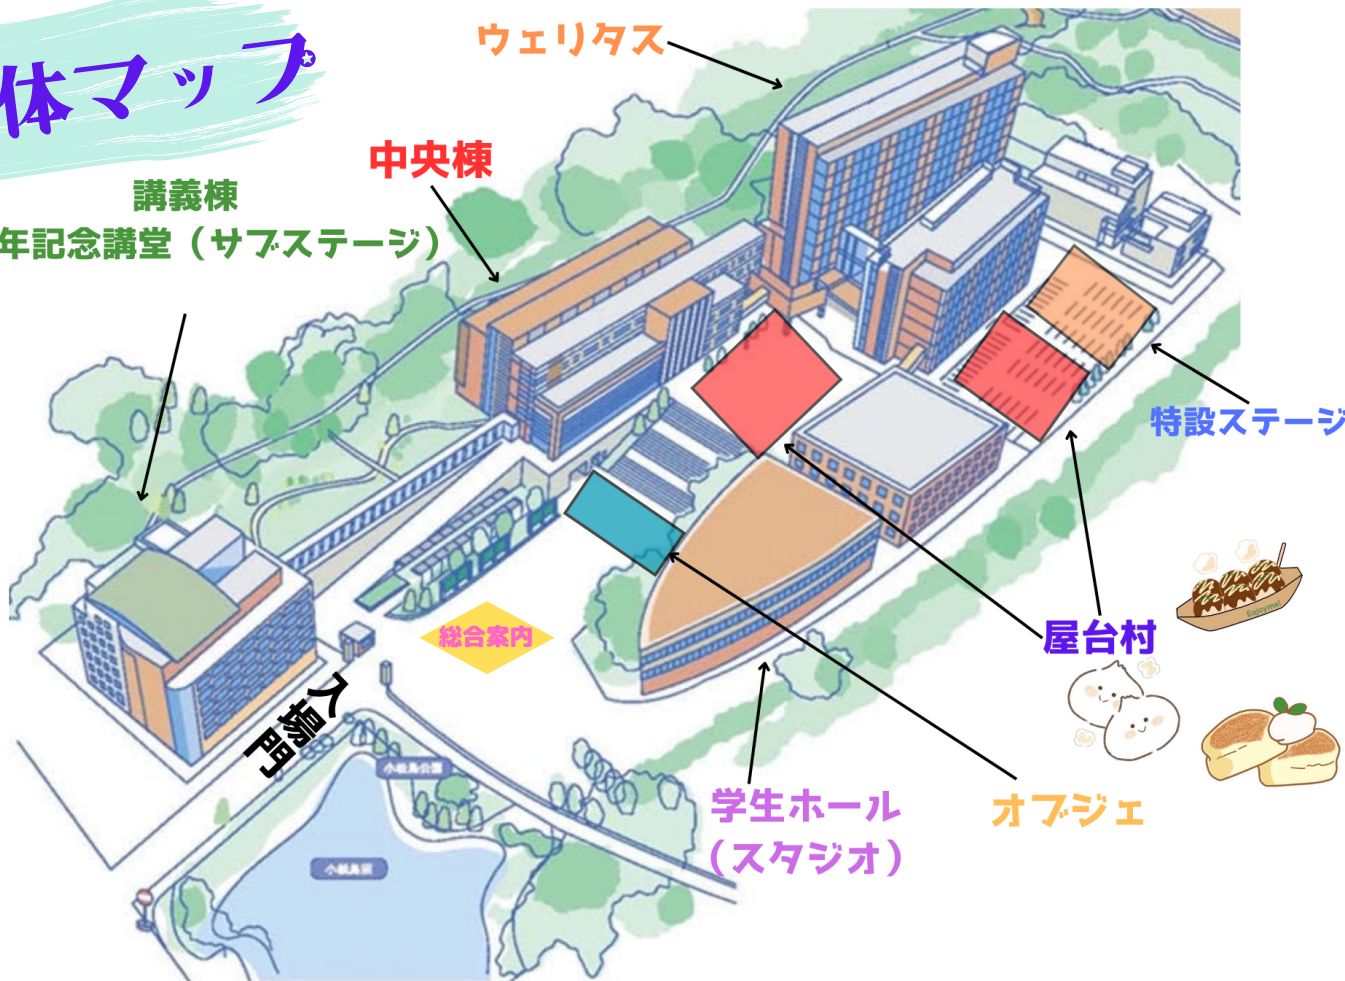 体マップ
ウェリタス
中央棟
講義棟
年記念講堂（サブステージ）
特設ステージ
総合案内
屋台村
Enjoyme!
入場門
学生ホール
（スタジオ）
オブジェ